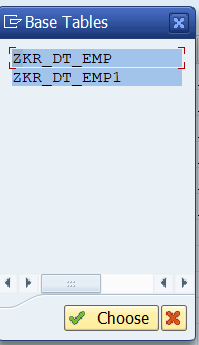 Base Tables
ZKR_DT_EMP
ZKR_DT_EMP1
Choose